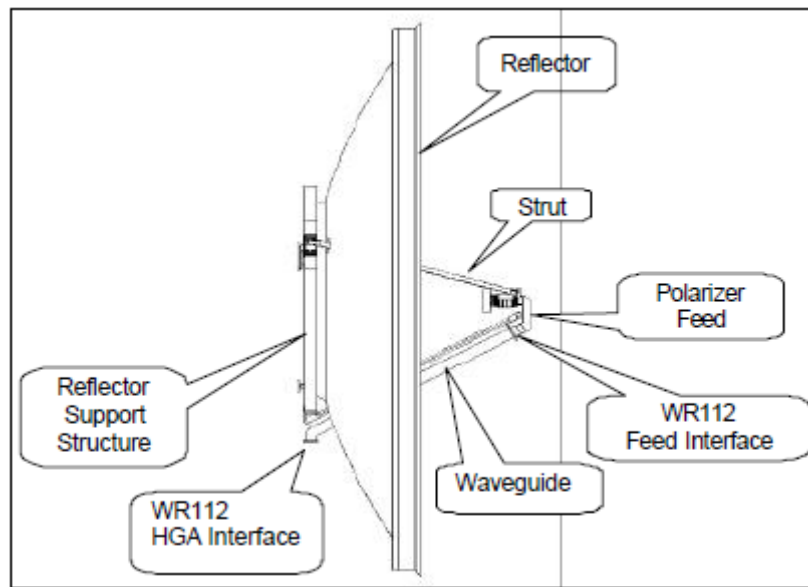 Reflector
Strut
Polarizer
Feed
Reflector
Support
Structure
WR112
Feed Interface
Waveguide
WR112
HGA Interface